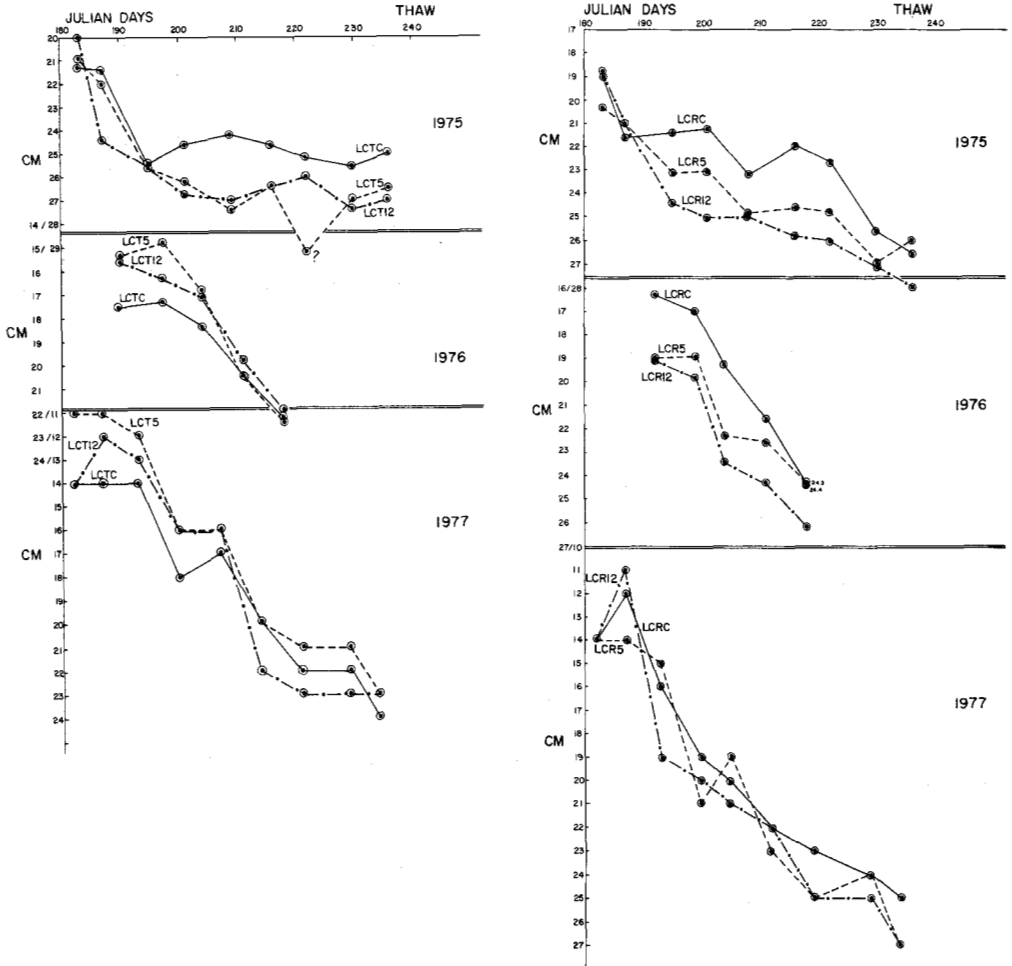 JULIAN DAYS THAW
180 190 200 210 220 230 240
20
21
22
23
24
25
26
27
14/28
CM
1975
LCTC
LCT5
LCT12
?
15/29
16
17
18
19
20
21
CM
1976
LCT5
LCT12
LCTC
22/11
23/12
24/13
14
15
16
17
18
19
20
21
22
23
24
CM
1977
LCT5
LCT12
LCTC
JULIAN DAYS THAW
180 190 200 210 220 230 240
17
18
19
20
21
22
23
24
25
26
27
CM
1975
LCRC
LCR5
LCR12
16/28
17
18
19
20
21
22
23
24
25
26
27/10
CM
1976
LCRC
LCR5
LCR12
24.3
24.4
11
12
13
14
15
16
17
18
19
20
21
22
23
24
25
26
27
CM
1977
LCR12
LCRC
LCR5